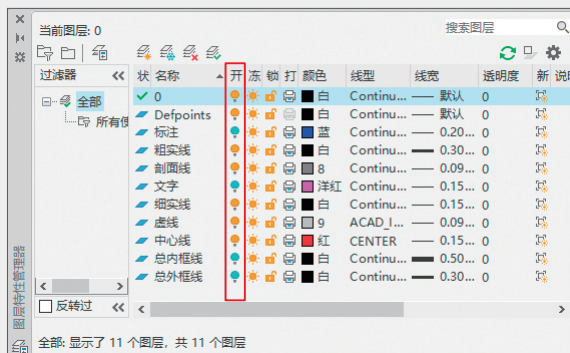 当前图层: 0
搜索图层
过滤器
全部
所有使
反转过
状 名称 开 冻 锁 打 颜色 线型 线宽 透明度 新 说明
0 白 Continu... 默认 0
Defpoints 白 Continu... 默认 0
标注 蓝 Continu... 0.20... 0
粗实线 白 Continu... 0.30... 0
剖面线 8 Continu... 0.09... 0
文字 洋红 Continu... 0.15... 0
细实线 白 Continu... 0.15... 0
虚线 9 ACAD_I... 0.09... 0
中心线 红 CENTER 0.15... 0
总内框线 白 Continu... 0.50... 0
总外框线 白 Continu... 0.30... 0
图层特性管理器
全部: 显示了 11 个图层，共 11 个图层